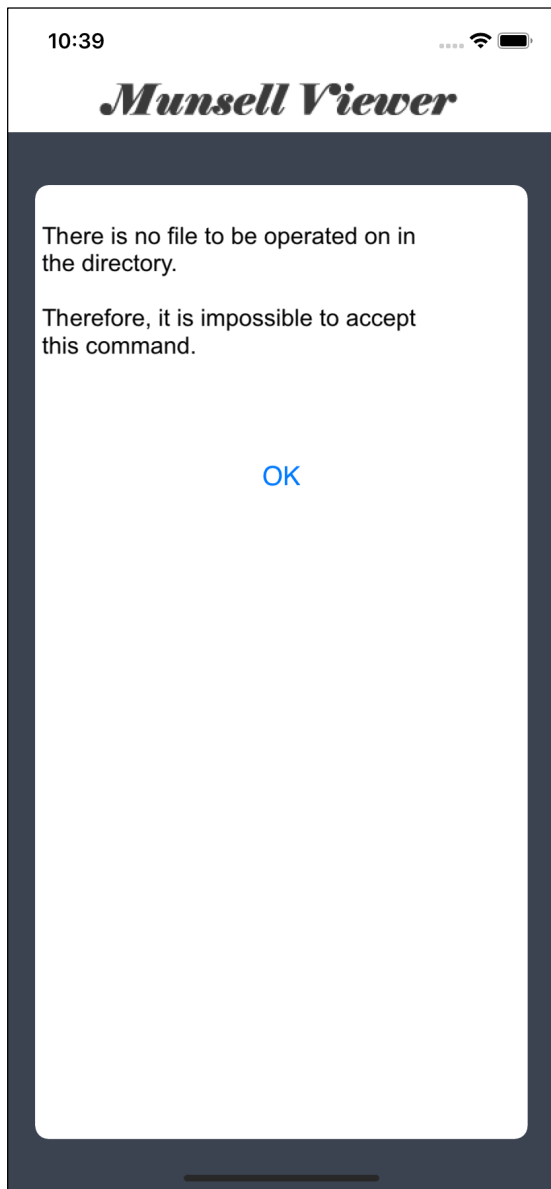 10:39
Munsell Viewer
There is no file to be operated on in
the directory.
Therefore, it is impossible to accept
this command.
OK